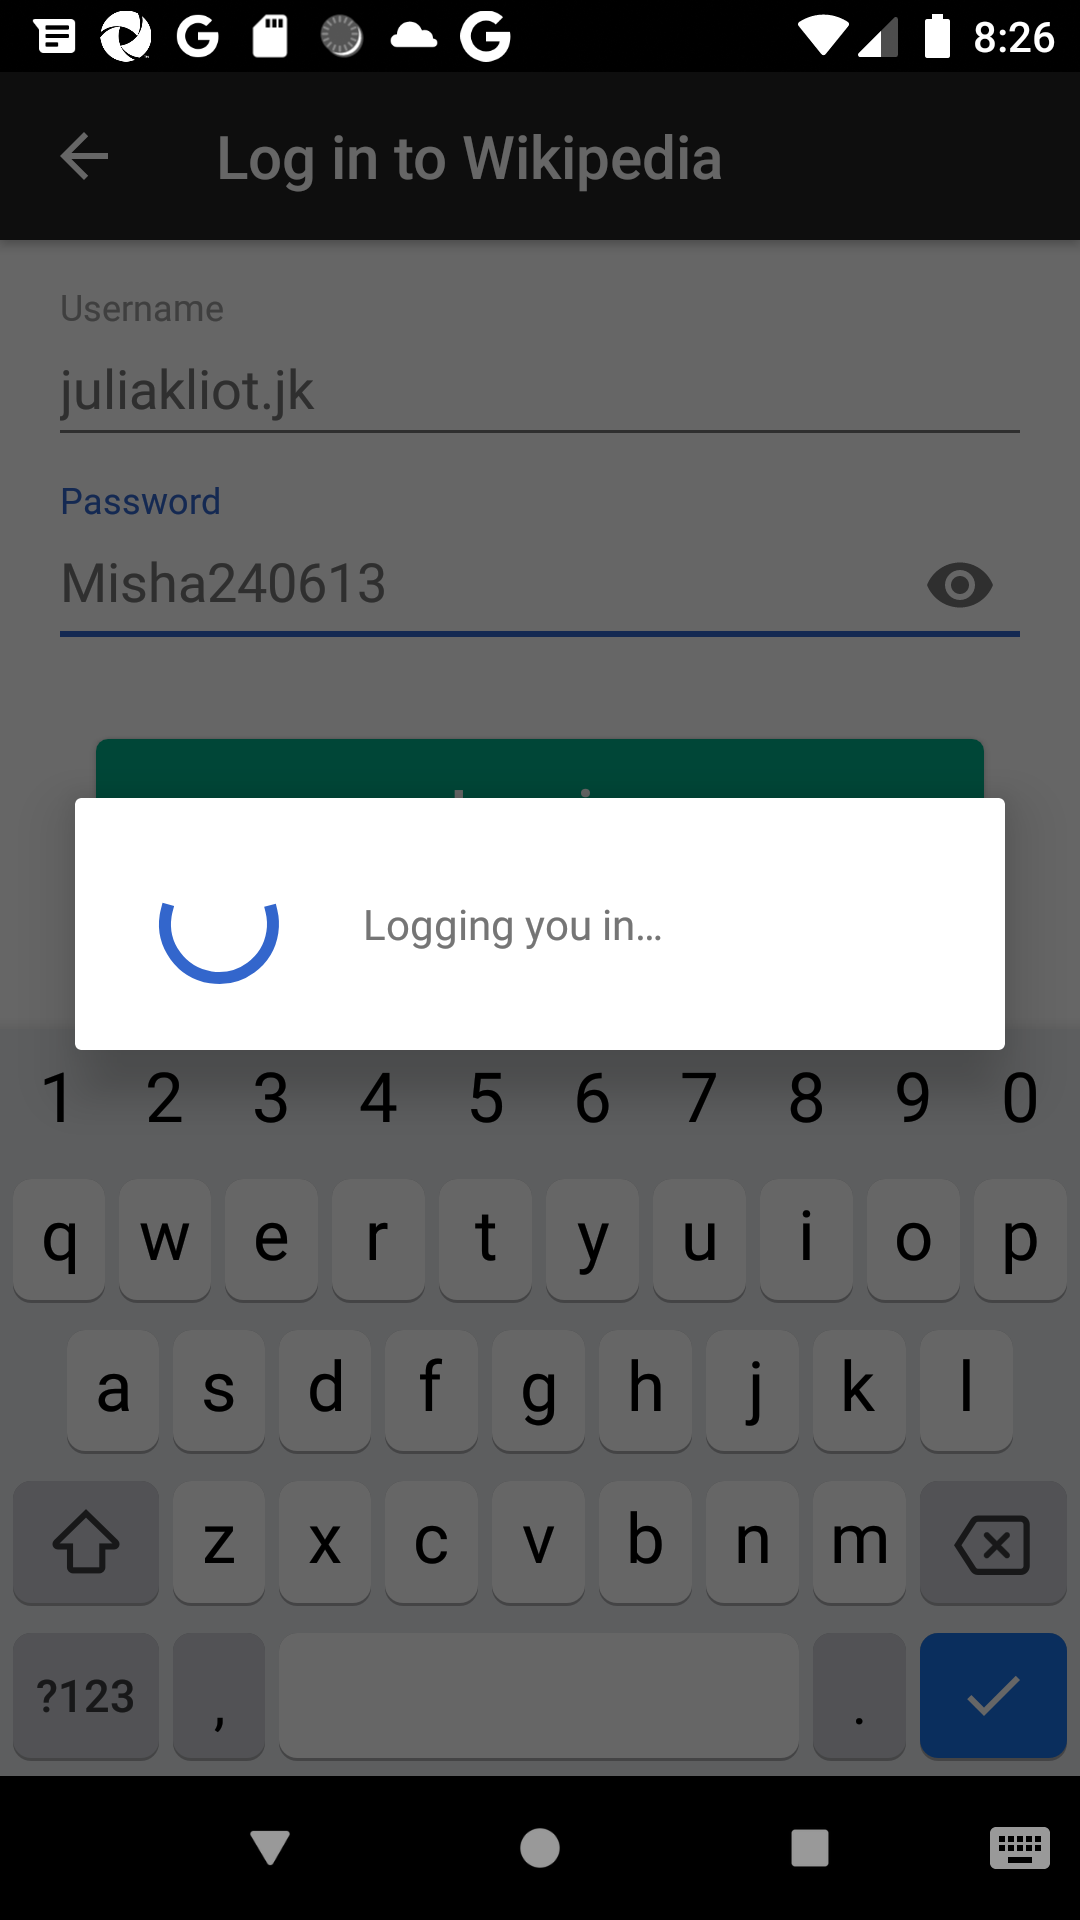 8:26
Log in to Wikipedia
Username
juliakliot.jk
Password
Misha240613
Logging you in...
1 2 3 4 5 6 7 8 9 0
q w e r t y u i o p
a s d f g h j k l
z x c v b n m
?123 , .